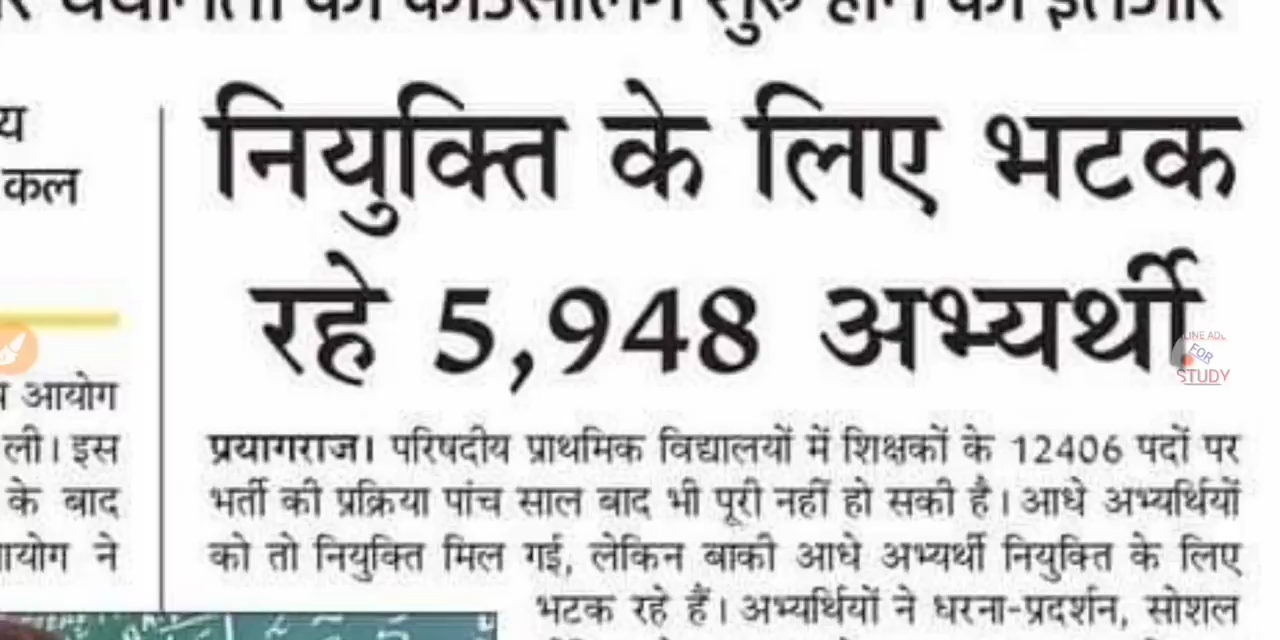 नियुक्ति के लिए भटक
रहे 5,948 अभ्यर्थी
प्रयागराज। परिषदीय प्राथमिक विद्यालयों में शिक्षकों के 12406 पदों पर
भर्ती की प्रक्रिया पांच साल बाद भी पूरी नहीं हो सकी है। आधे अभ्यर्थियों
को तो नियुक्ति मिल गई, लेकिन बाकी आधे अभ्यर्थी नियुक्ति के लिए
भटक रहे हैं। अभ्यर्थियों ने धरना-प्रदर्शन, सोशल
य
कल
आयोग
ली। इस
के बाद
ने
FOR
STUDY